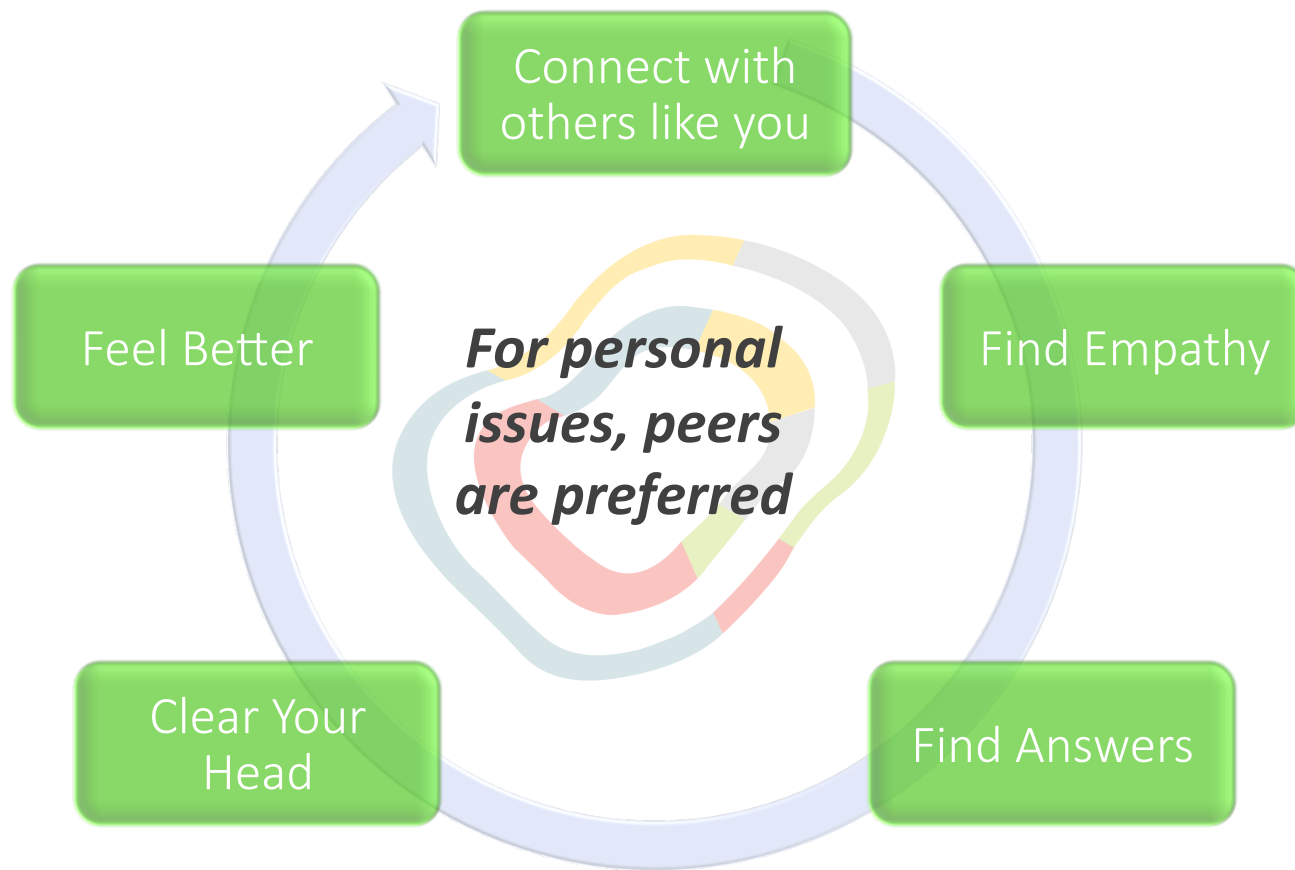 Connect with
others like you
Find Empathy
Find Answers
Clear Your
Head
Feel Better
For personal
issues, peers
are preferred